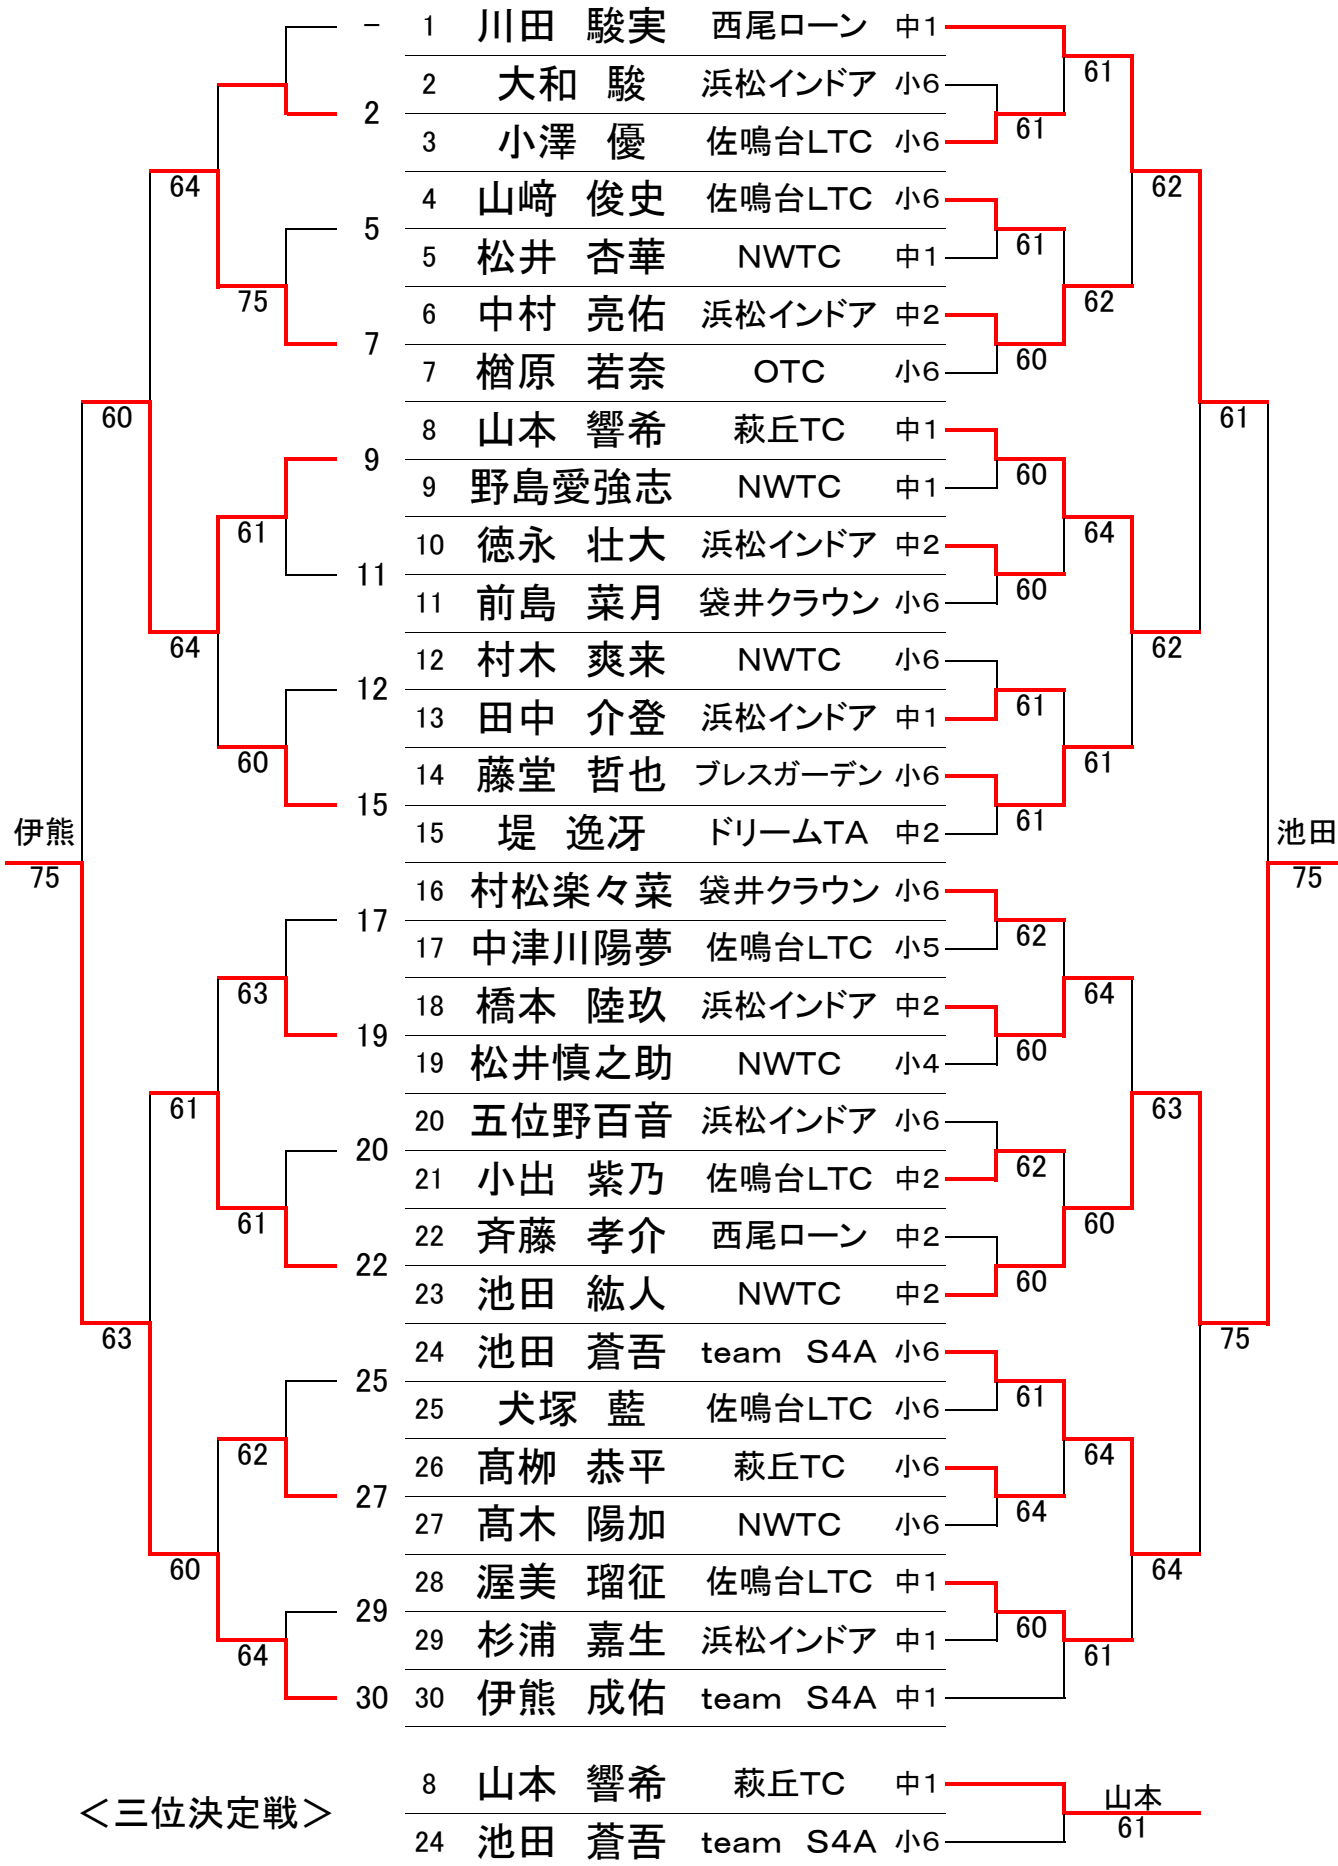 － 1 川田 駿実 西尾ローン 中1
61
2 大和 駿 浜松インドア 小6
2 61
3 小澤 優 佐鳴台LTC 小6
64 62
4 山﨑 俊史 佐鳴台LTC 小6
5 61
5 松井 杏華 NWTC 中1
75 62
6 中村 亮佑 浜松インドア 中2
7 60
7 楢原 若奈 OTC 小6
60 61
8 山本 響希 萩丘TC 中1
9 60
9 野島愛強志 NWTC 中1
61 64
10 徳永 壮大 浜松インドア 中2
11 60
11 前島 菜月 袋井クラウン 小6
64 62
12 村木 爽来 NWTC 小6
12 61
13 田中 介登 浜松インドア 中1
60 61
14 藤堂 哲也 ブレスガーデン 小6
15 61
15 堤 逸冴 ドリームTA 中2
伊熊 池田
75 75
16 村松楽々菜 袋井クラウン 小6
17 62
17 中津川陽夢 佐鳴台LTC 小5
63 64
18 橋本 陸玖 浜松インドア 中2
19 60
19 松井慎之助 NWTC 小4
61 63
20 五位野百音 浜松インドア 小6
20 62
21 小出 紫乃 佐鳴台LTC 中2
61 60
22 斉藤 孝介 西尾ローン 中2
22 60
23 池田 紘人 NWTC 中2
63 75
24 池田 蒼吾 team S4A 小6
25 61
25 犬塚 藍 佐鳴台LTC 小6
62 64
26 髙栁 恭平 萩丘TC 小6
27 64
27 髙木 陽加 NWTC 小6
60 64
28 渥美 瑠征 佐鳴台LTC 中1
29 60
29 杉浦 嘉生 浜松インドア 中1
64 61
30 30 伊熊 成佑 team S4A 中1
＜三位決定戦＞
8 山本 響希 萩丘TC 中1
山本
61
24 池田 蒼吾 team S4A 小6